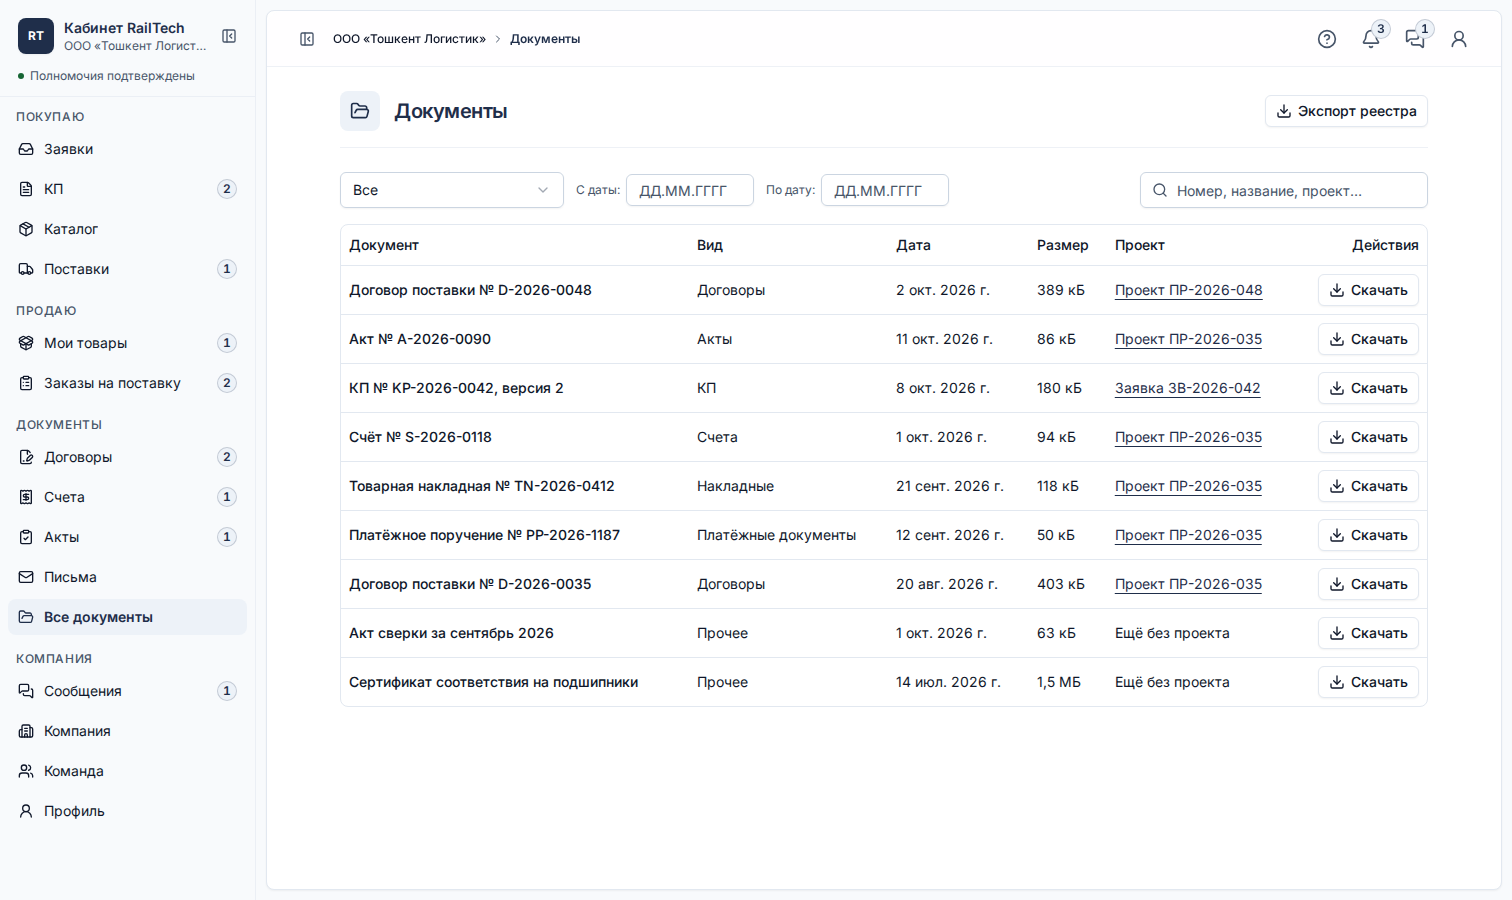 RT
Кабинет RailTech
ООО «Тошкент Логист...
Полномочия подтверждены
ПОКУПАЮ
Заявки
КП 2
Каталог
Поставки 1
ПРОДАЮ
Мои товары 1
Заказы на поставку 2
ДОКУМЕНТЫ
Договоры 2
Счета 1
Акты 1
Письма
Все документы
КОМПАНИЯ
Сообщения 1
Компания
Команда
Профиль
ООО «Тошкент Логистик» > Документы
3 1
Документы
Экспорт реестра
Все С даты: ДД.ММ.ГГГГ По дату: ДД.ММ.ГГГГ Номер, название, проект...
Документ Вид Дата Размер Проект Действия
Договор поставки № D-2026-0048 Договоры 2 окт. 2026 г. 389 кБ Проект ПР-2026-048 Скачать
Акт № A-2026-0090 Акты 11 окт. 2026 г. 86 кБ Проект ПР-2026-035 Скачать
КП № KP-2026-0042, версия 2 КП 8 окт. 2026 г. 180 кБ Заявка ЗВ-2026-042 Скачать
Счёт № S-2026-0118 Счета 1 окт. 2026 г. 94 кБ Проект ПР-2026-035 Скачать
Товарная накладная № TN-2026-0412 Накладные 21 сент. 2026 г. 118 кБ Проект ПР-2026-035 Скачать
Платёжное поручение № PP-2026-1187 Платёжные документы 12 сент. 2026 г. 50 кБ Проект ПР-2026-035 Скачать
Договор поставки № D-2026-0035 Договоры 20 авг. 2026 г. 403 кБ Проект ПР-2026-035 Скачать
Акт сверки за сентябрь 2026 Прочее 1 окт. 2026 г. 63 кБ Ещё без проекта Скачать
Сертификат соответствия на подшипники Прочее 14 июл. 2026 г. 1,5 МБ Ещё без проекта Скачать